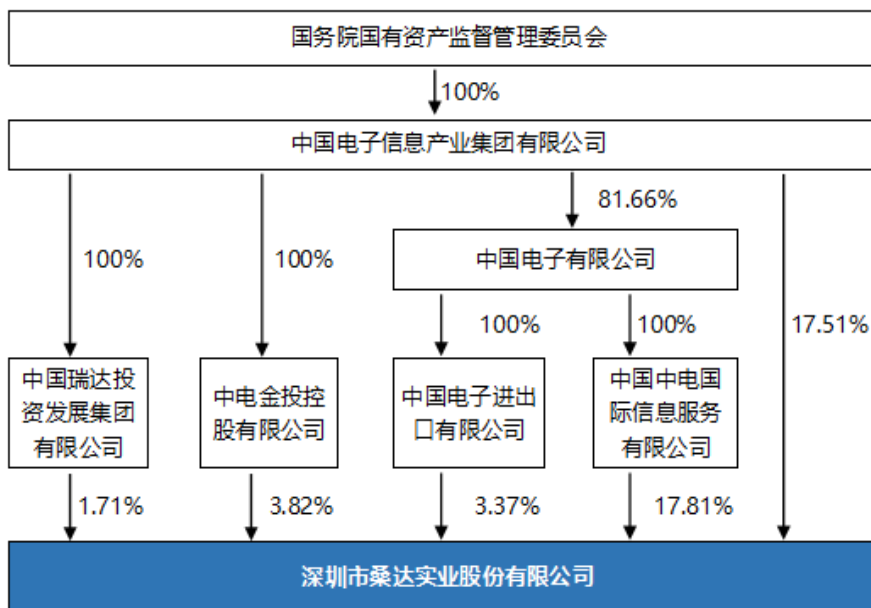 国务院国有资产监督管理委员会
100%
中国电子信息产业集团有限公司
81.66%
中国电子有限公司
100%
100%
100%
100%
17.51%
中国瑞达投
资发展集团
有限公司
中电金投控
股有限公司
中国电子进出
口有限公司
中国中电国
际信息服务
有限公司
1.71%
3.82%
3.37%
17.81%
深圳市桑达实业股份有限公司